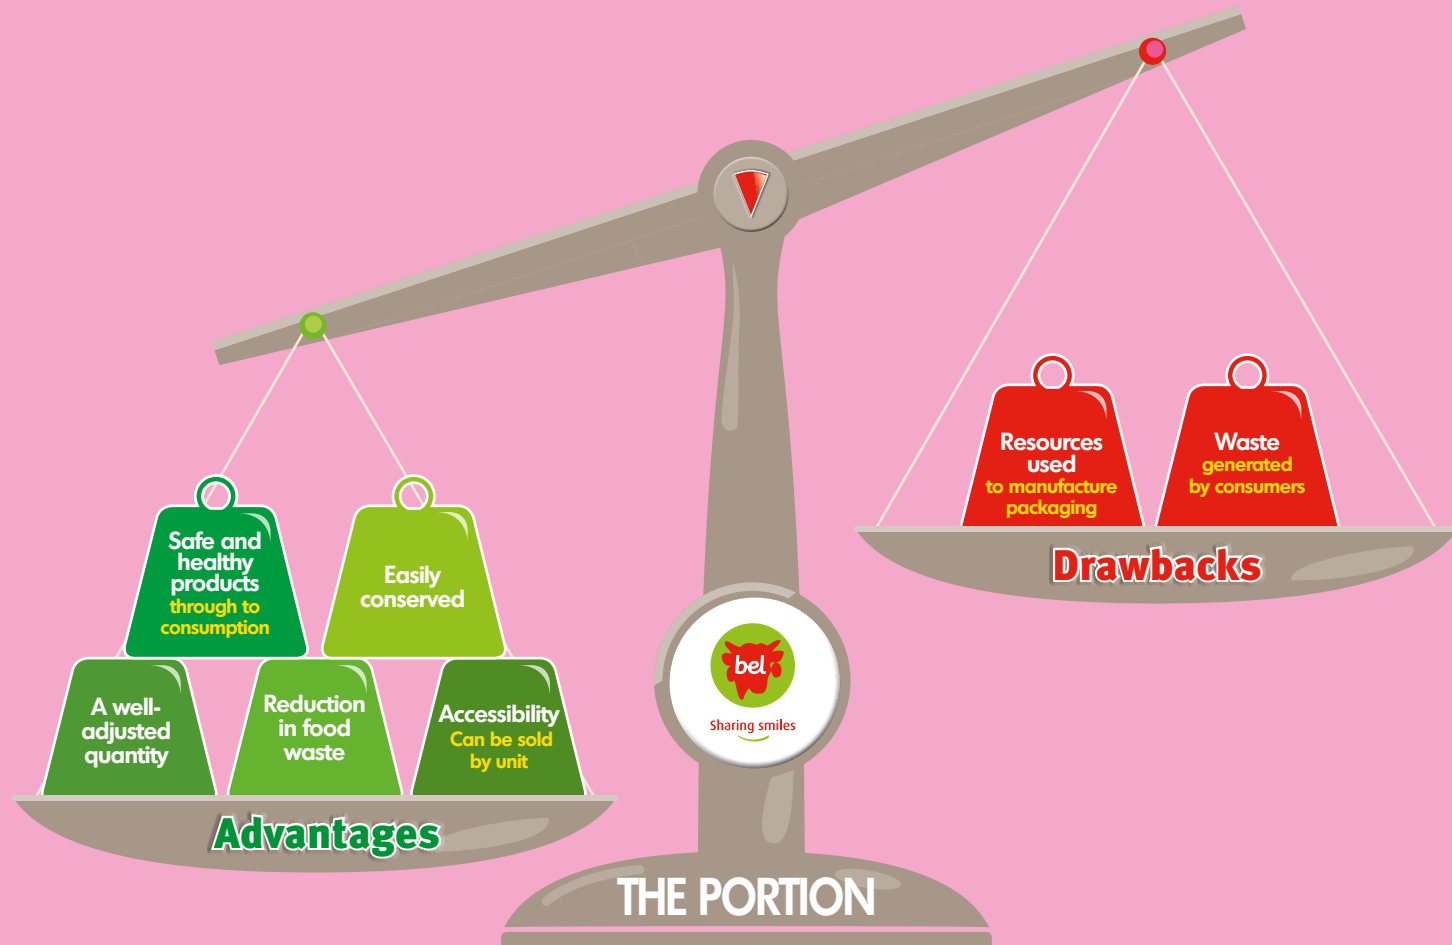 Safe and
healthy
products
through to
consumption
Easily
conserved
A well-
adjusted
quantity
Reduction
in food
waste
Accessibility
Can be sold
by unit
Advantages
Resources
used
to manufacture
packaging
Waste
generated
by consumers
Drawbacks
bel
Sharing smiles
THE PORTION